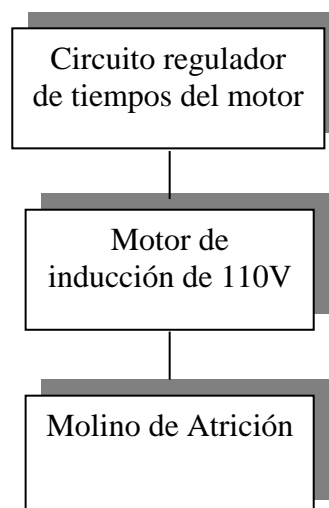 Circuito regulador
de tiempos del motor
Motor de
inducción de 110V
Molino de Atrición